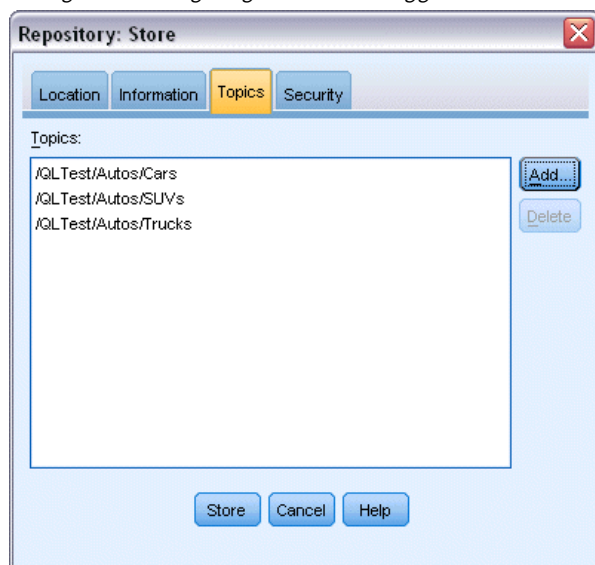 Repository: Store
Location Information Topics Security
Topics:
/QLTest/Autos/Cars
Add...
/QLTest/Autos/SUVs
/QLTest/Autos/Trucks
Delete
Store Cancel Help